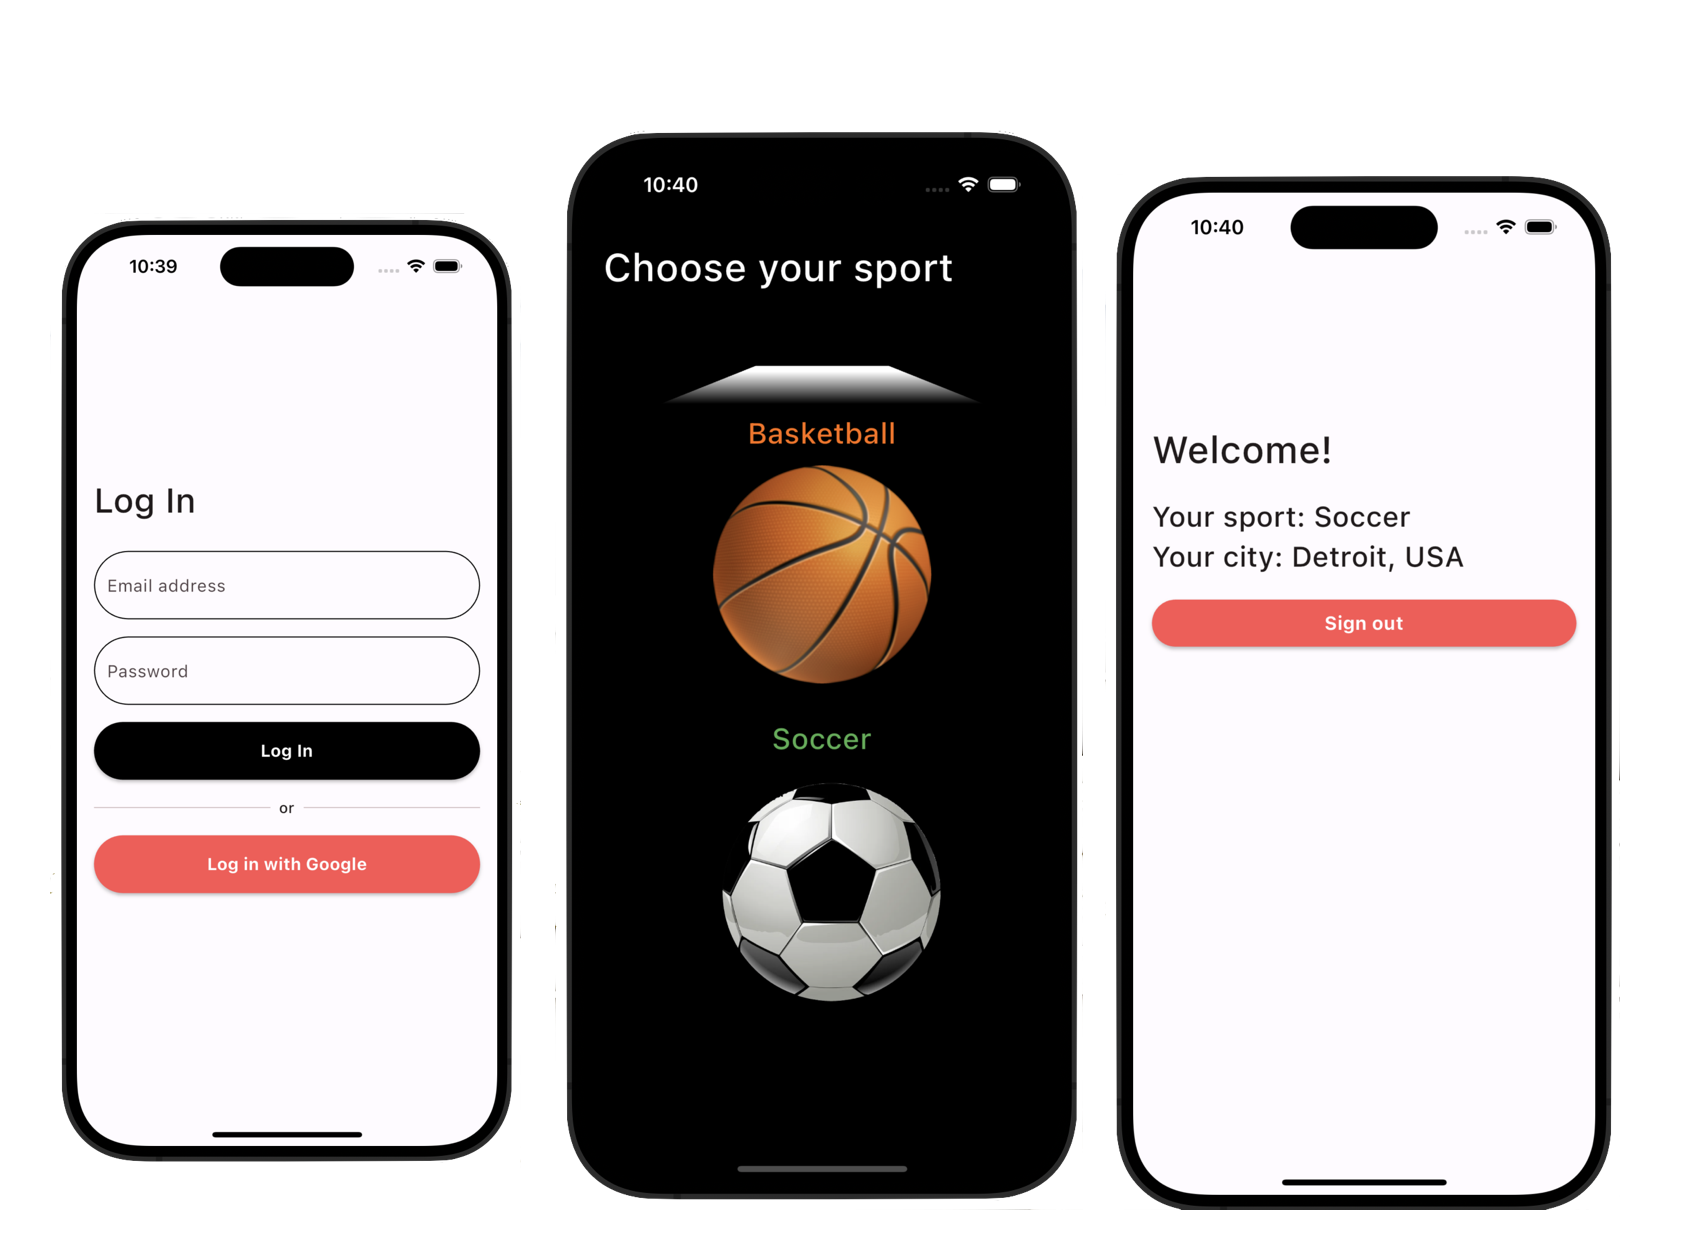 10:39
Log In
Email address
Password
Log In
or
Log in with Google
10:40
Choose your sport
Basketball
Soccer
10:40
Welcome!
Your sport: Soccer
Your city: Detroit, USA
Sign out